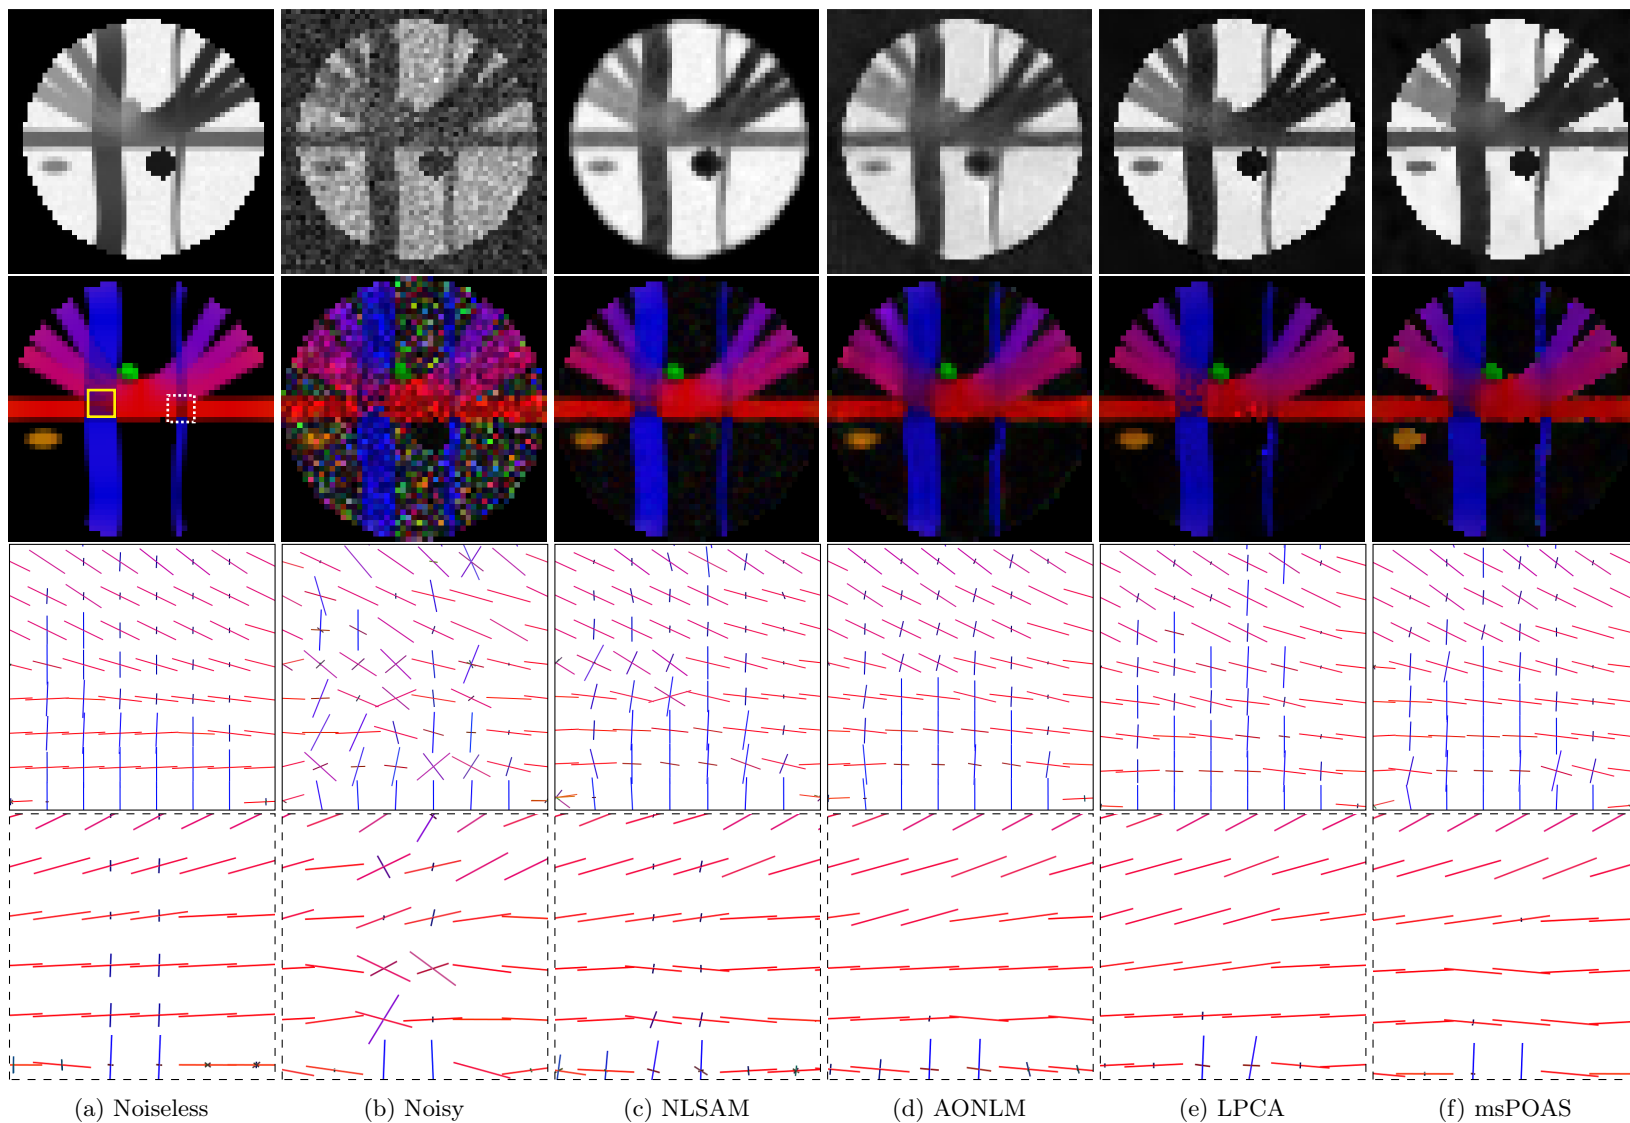 (a) Noiseless
(b) Noisy
(c) NLSAM
(d) AONLM
(e) LPCA
(f) msPOAS